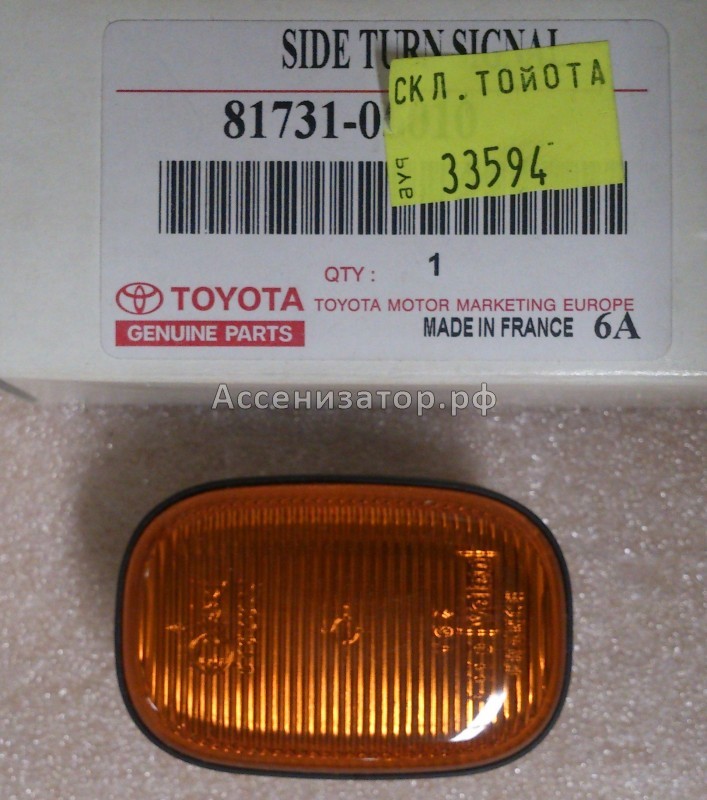 SIDE TURN SIGNAL
СКЛ. ТОЙОТА
81731-0
33594
QTY : 1
TOYOTA
TOYOTA MOTOR MARKETING EUROPE
GENUINE PARTS
MADE IN FRANCE 6A
Ассенизатор.рф